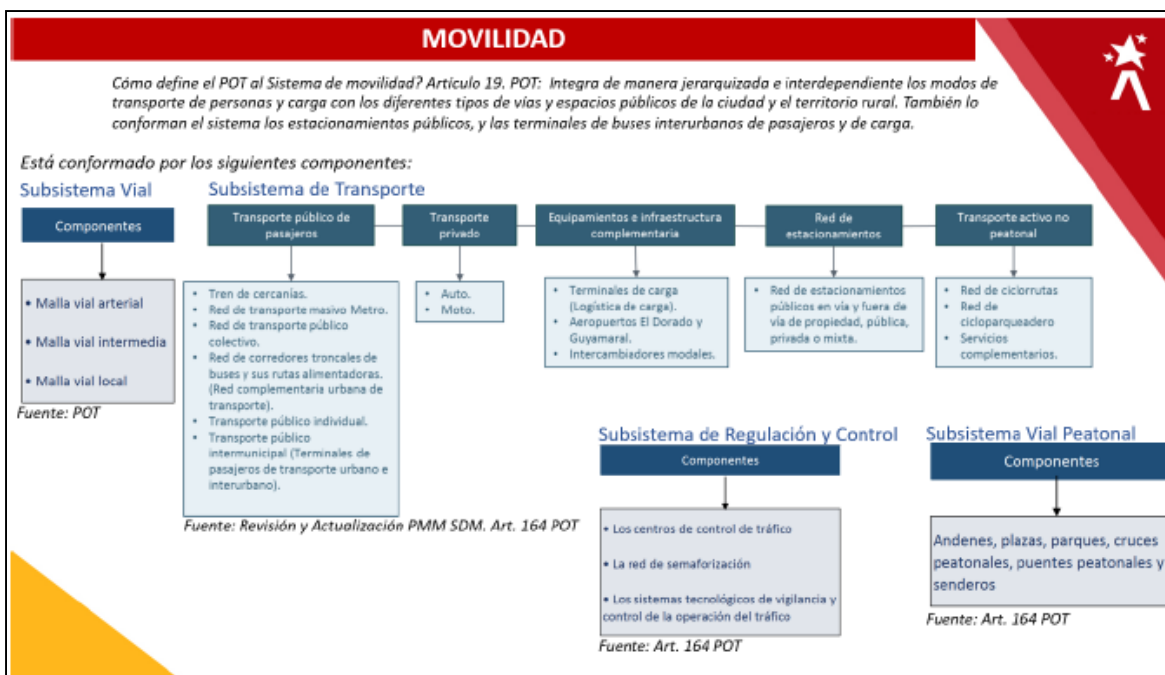 MOVILIDAD
Cómo define el POT al Sistema de movilidad? Artículo 19. POT: Integra de manera jerarquizada e interdependiente los modos de
transporte de personas y carga con los diferentes tipos de vías y espacios públicos de la ciudad y el territorio rural. También lo
conforman el sistema los estacionamientos públicos, y las terminales de buses interurbanos de pasajeros y de carga.
Está conformado por los siguientes componentes:
Subsistema Vial
Componentes
• Malla vial arterial
• Malla vial intermedia
• Malla vial local
Fuente: POT
Subsistema de Transporte
Transporte público de
pasajeros
• Tren de cercanías.
• Red de transporte masivo Metro.
• Red de transporte público
colectivo.
• Red de corredores troncales de
buses y sus rutas alimentadoras.
(Red complementaria urbana de
transporte).
• Transporte público individual.
• Transporte público
intermunicipal (Terminales de
pasajeros de transporte urbano e
interurbano).
Transporte
privado
• Auto.
• Moto.
Equipamientos e infraestructura
complementaria
• Terminales de carga
(Logística de carga).
• Aeropuertos El Dorado y
Guyamaral.
• Intercambiadores modales.
Red de
estacionamientos
• Red de estacionamientos
públicos en vía y fuera de
vía de propiedad, pública,
privada o mixta.
Transporte activo no
peatonal
• Red de ciclorrutas
• Red de
cicloparqueadero
• Servicios
complementarios.
Fuente: Revisión y Actualización PMM SDM. Art. 164 POT
Subsistema de Regulación y Control
Componentes
• Los centros de control de tráfico
• La red de semaforización
• Los sistemas tecnológicos de vigilancia y
control de la operación del tráfico
Fuente: Art. 164 POT
Subsistema Vial Peatonal
Componentes
Andenes, plazas, parques, cruces
peatonales, puentes peatonales y
senderos
Fuente: Art. 164 POT